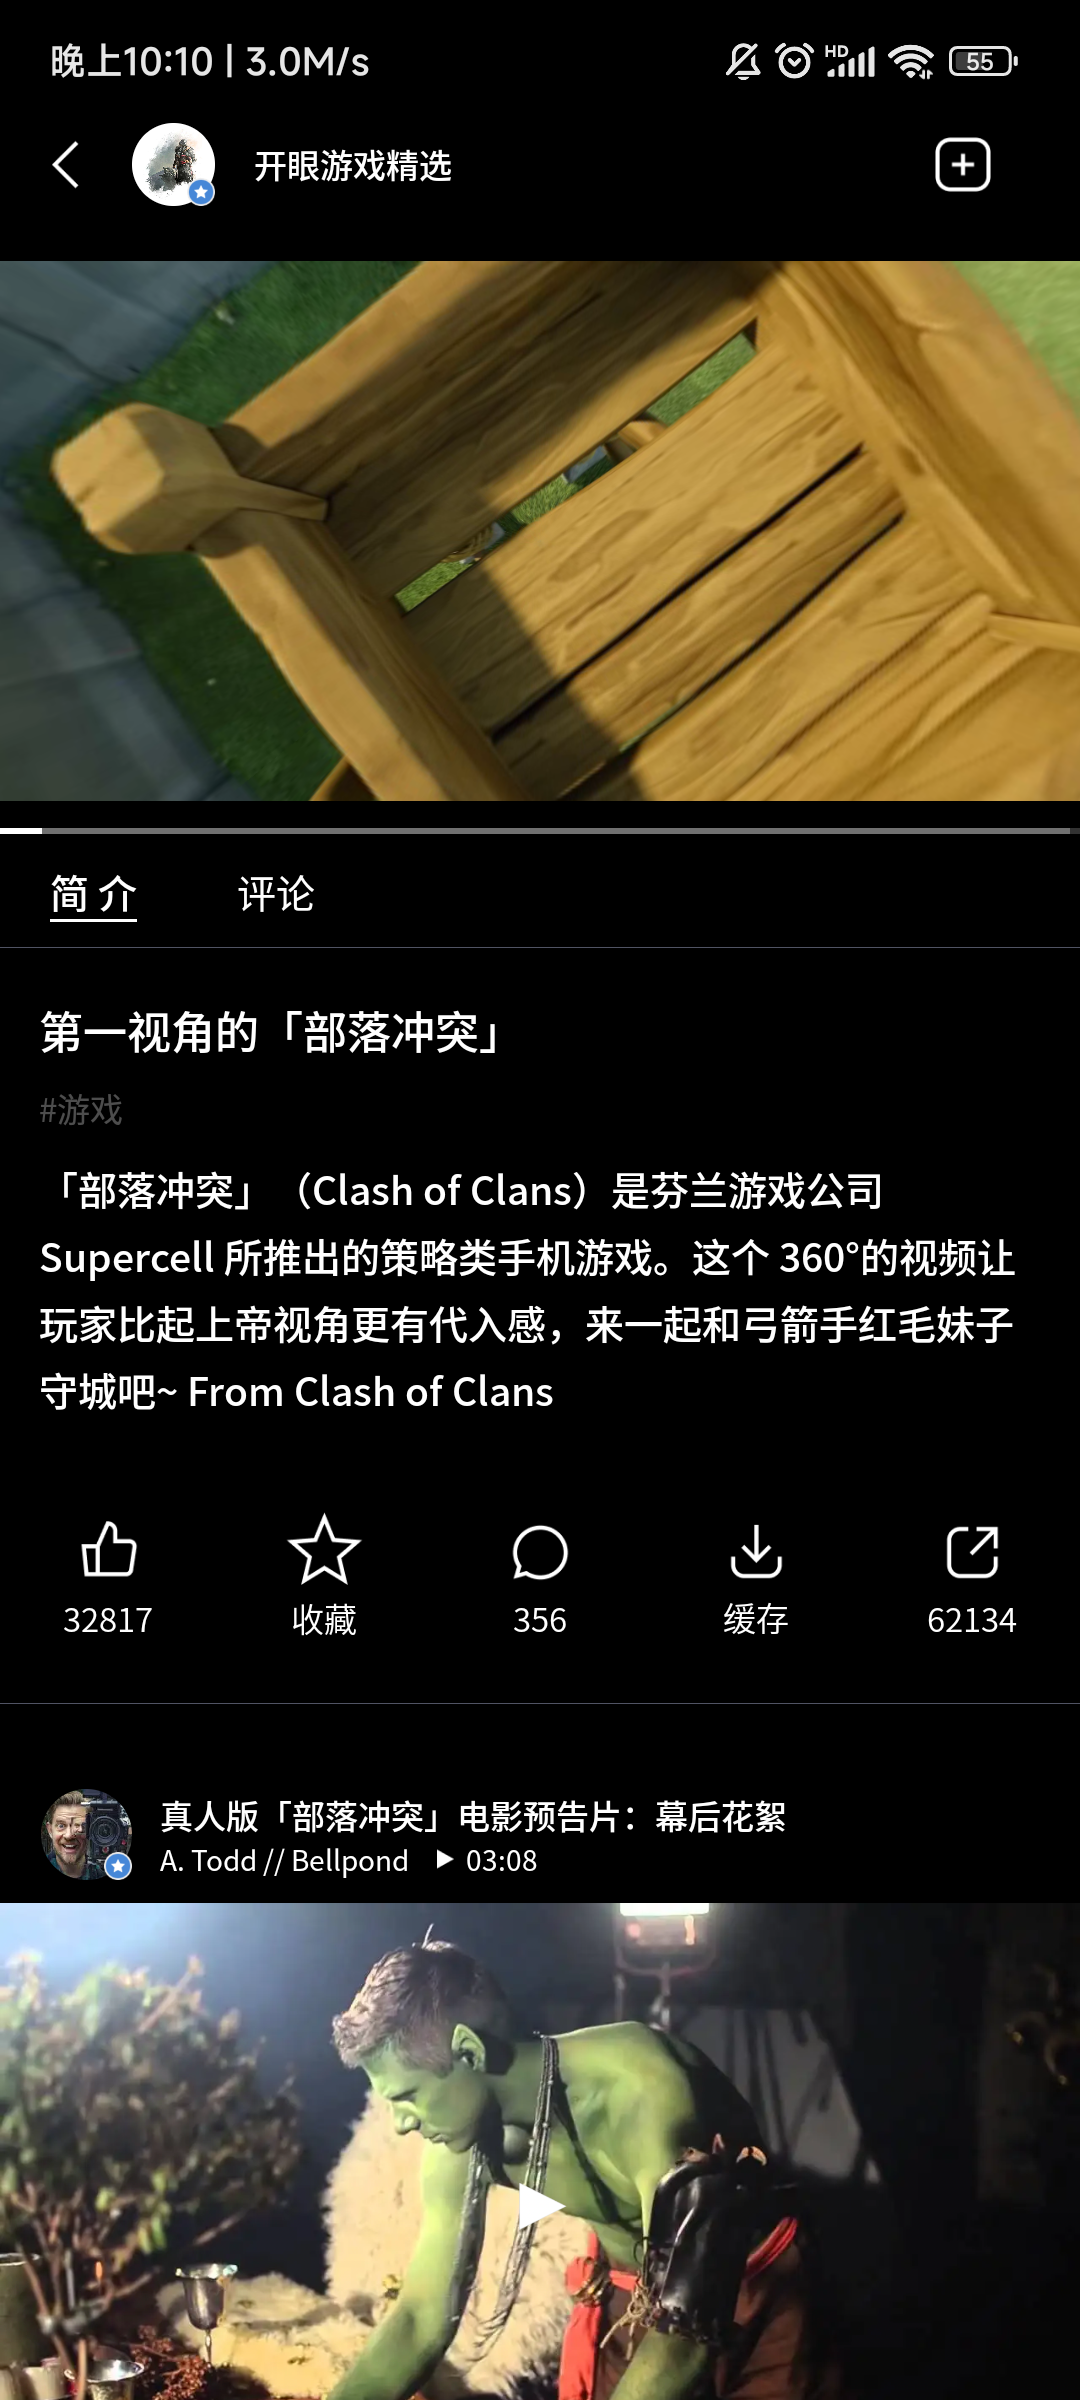 晚上10:10 | 3.0M/s
HD
55
开眼游戏精选
简介
评论
第一视角的「部落冲突」
#游戏
「部落冲突」（Clash of Clans）是芬兰游戏公司
Supercell 所推出的策略类手机游戏。这个 360°的视频让
玩家比起上帝视角更有代入感，来一起和弓箭手红毛妹子
守城吧~ From Clash of Clans
32817
收藏
356
缓存
62134
真人版「部落冲突」电影预告片：幕后花絮
A. Todd // Bellpond
03:08